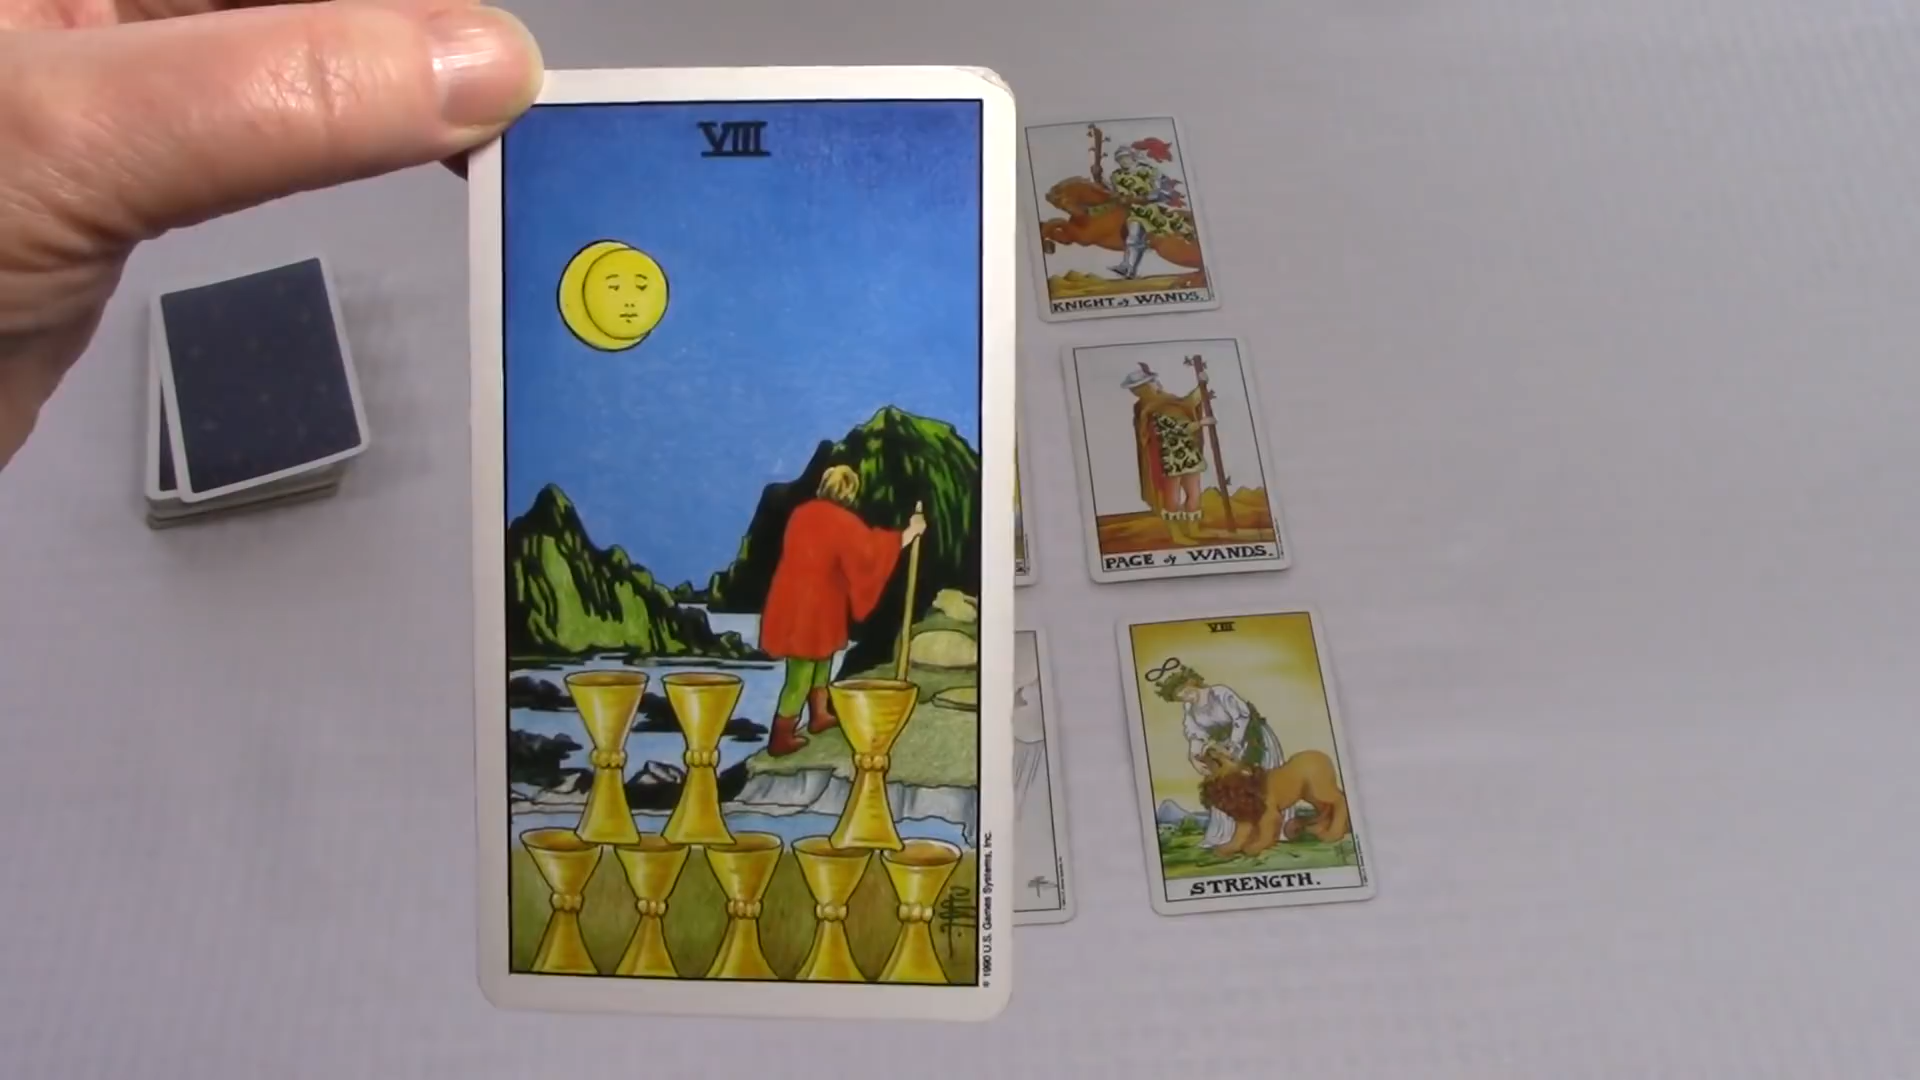 VIII
© 1990 U.S. Games Systems, Inc.
KNIGHT of WANDS.
PAGE of WANDS.
VIII
STRENGTH.